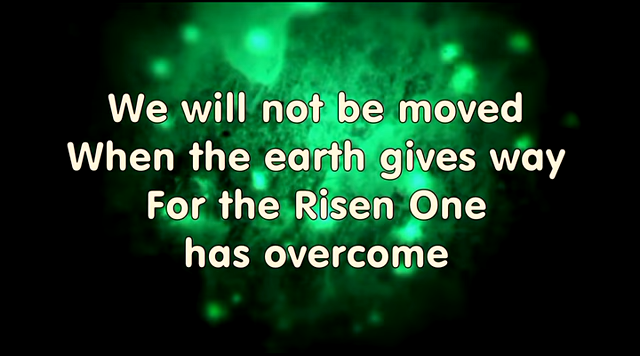 We will not be moved
When the earth gives way
For the Risen One
has overcome